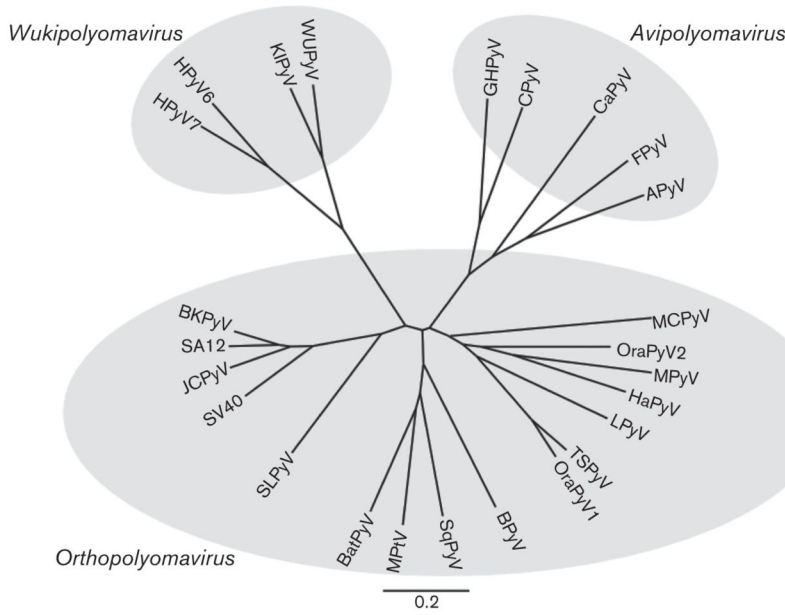 Wukipolyomavirus
Avipolyomavirus
HPyV7
HPyV6
KIPyV
WUPyV
GHPyV
CPyV
CaPyV
FPyV
APyV
BKPyV
SA12
JCPyV
SV40
SLPyV
BatPyV
MPtV
SqPyV
BPyV
OraPyV1
TSPyV
LPyV
HaPyV
MPyV
OraPyV2
MCPyV
Orthopolyomavirus
0.2